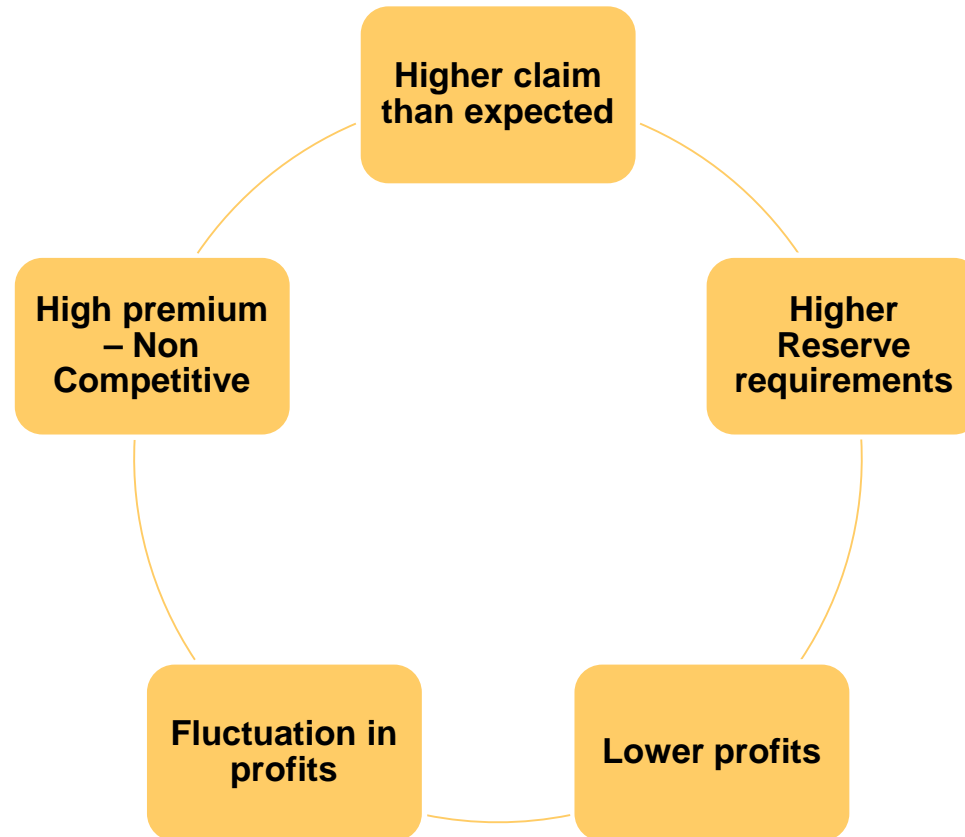 Higher claim
than expected
Higher
Reserve
requirements
Lower profits
Fluctuation in
profits
High premium
– Non
Competitive